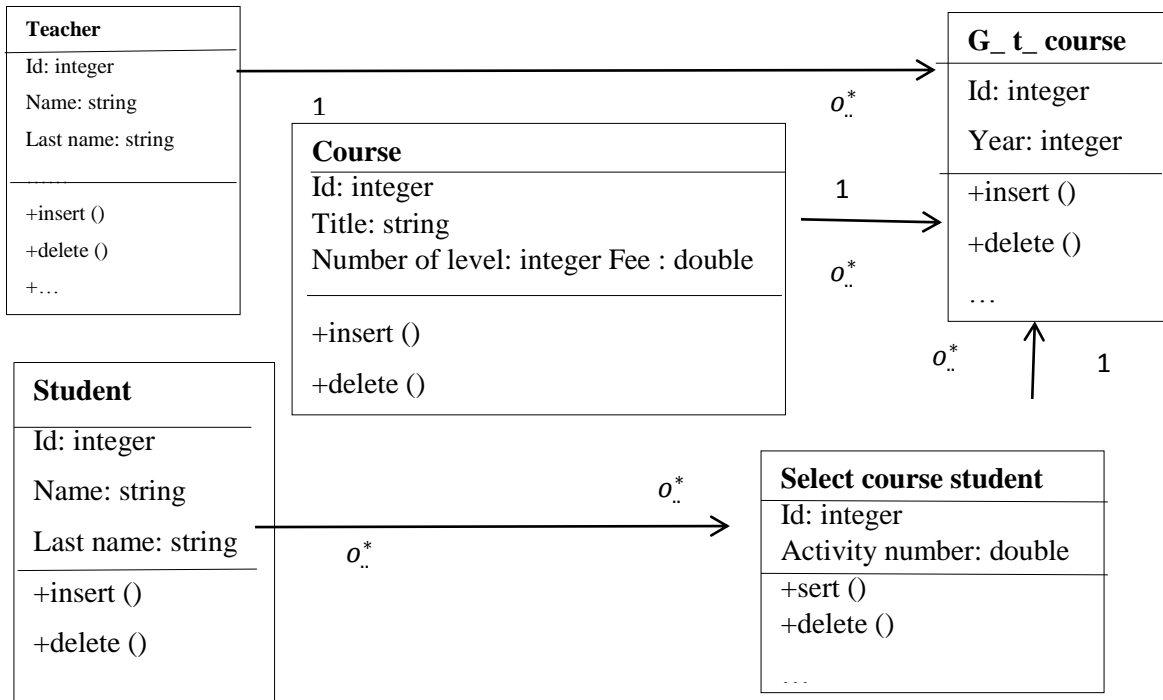 Teacher
Id: integer
Name: string
Last name: string
……
+insert ()
+delete ()
+…
1
o..*
G_ t_ course
Id: integer
Year: integer
+insert ()
+delete ()
…
Course
Id: integer
Title: string
Number of level: integer Fee : double
+insert ()
+delete ()
1
o..*
o..*
1
Student
Id: integer
Name: string
Last name: string
+insert ()
+delete ()
o..*
o..*
Select course student
Id: integer
Activity number: double
+sert ()
+delete ()
…